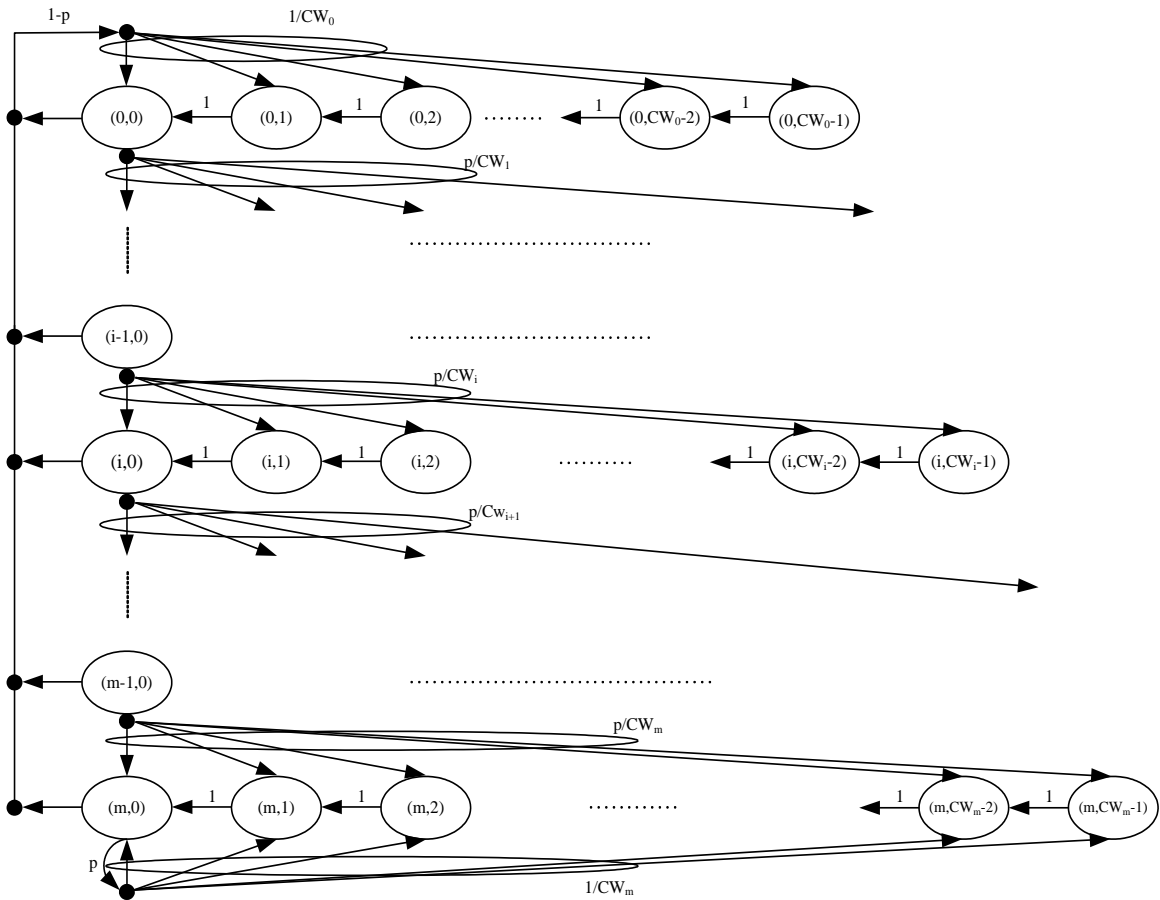 1-p
1/CW₀
(0,0)
1
(0,1)
1
(0,2)
........
1
(0,CW₀-2)
1
(0,CW₀-1)
p/CW₁
................................
(i-1,0)
................................
p/CWᵢ
(i,0)
1
(i,1)
1
(i,2)
..........
1
(i,CWᵢ-2)
1
(i,CWᵢ-1)
p/Cwᵢ₊₁
(m-1,0)
........................................
p/CWₘ
(m,0)
1
(m,1)
1
(m,2)
............
1
(m,CWₘ-2)
1
(m,CWₘ-1)
p
1/CWₘ